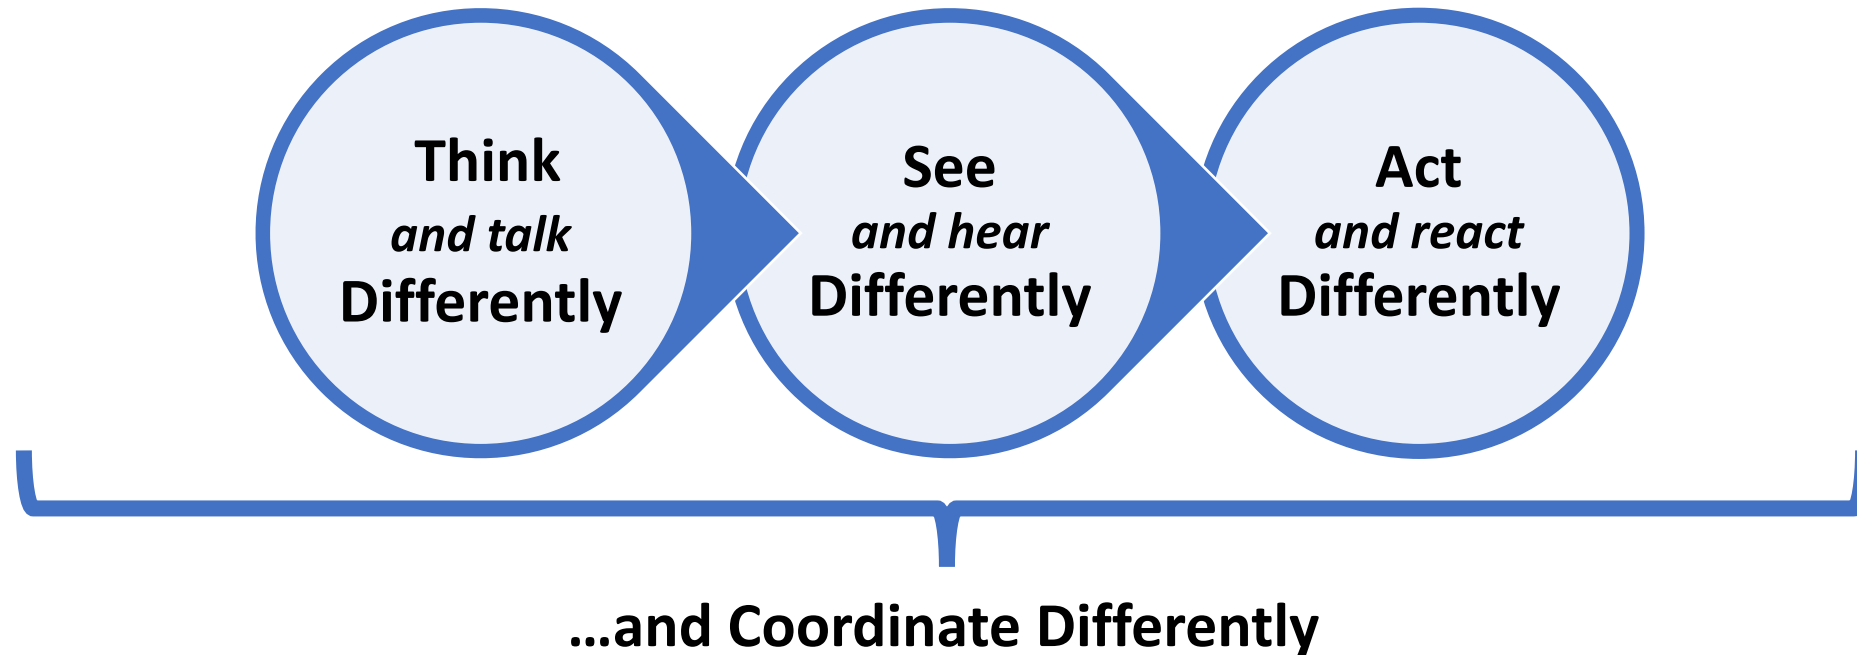 Think
and talk
Differently
See
and hear
Differently
Act
and react
Differently
...and Coordinate Differently